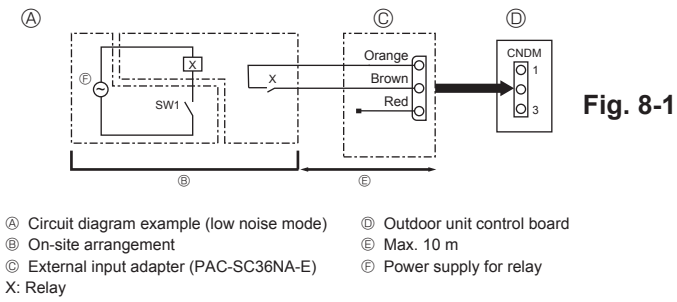 Ⓐ
Ⓒ
Ⓓ
Orange
Brown
Red
X
X
SW1
Ⓕ
~
CNDM
1
3
Fig. 8-1
Ⓑ
Ⓔ
Ⓐ Circuit diagram example (low noise mode)
Ⓑ On-site arrangement
Ⓒ External input adapter (PAC-SC36NA-E)
X: Relay
Ⓓ Outdoor unit control board
Ⓔ Max. 10 m
Ⓕ Power supply for relay